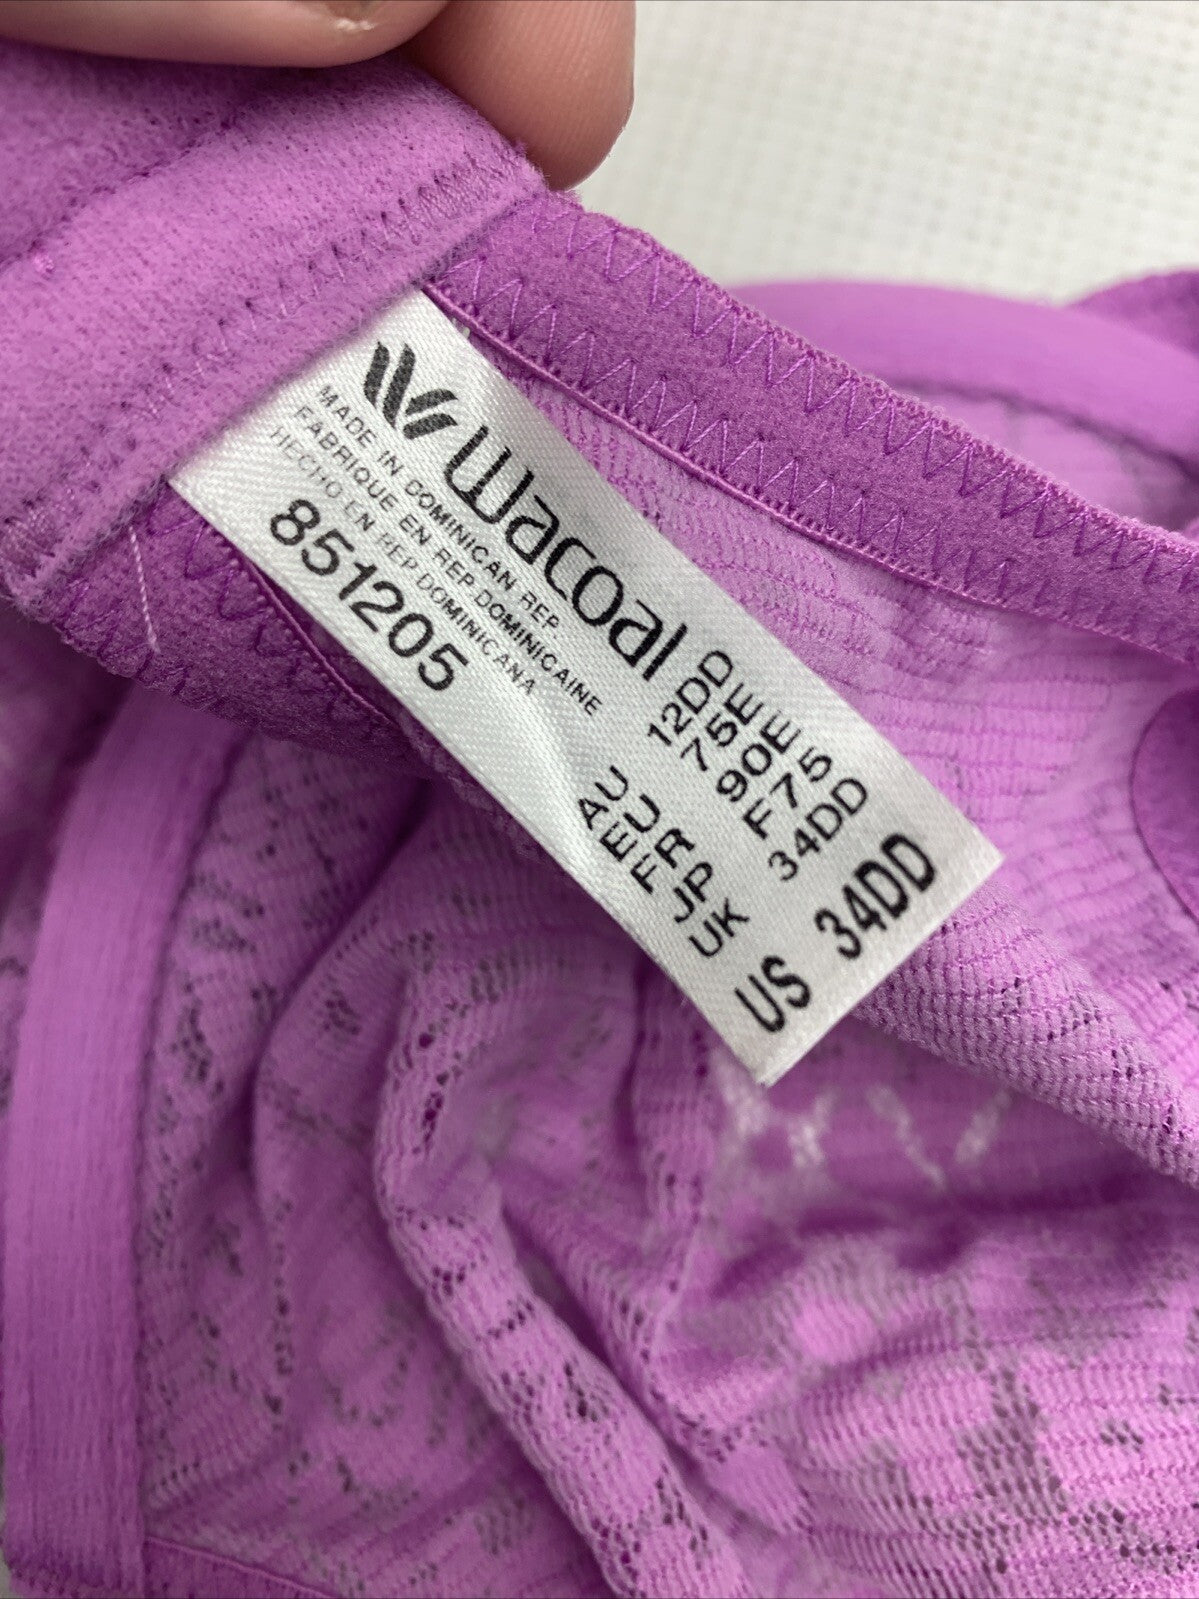 wacoal
MADE IN DOMINICAN REP.
FABRIQUE EN REP DOMINICAINE
HECHO EN REP DOMINICANA
851205
AU 12DD
EU 75E
FR 90E
JP F75
UK 34DD
US 34DD